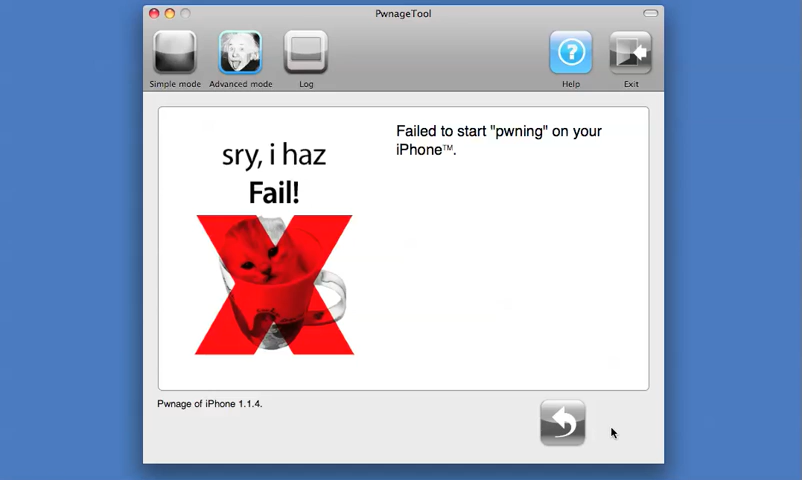 PwnageTool
Simple mode
Advanced mode
Log
Help
Exit
sry, i haz
Fail!
Failed to start "pwning" on your
iPhone™.
Pwnage of iPhone 1.1.4.